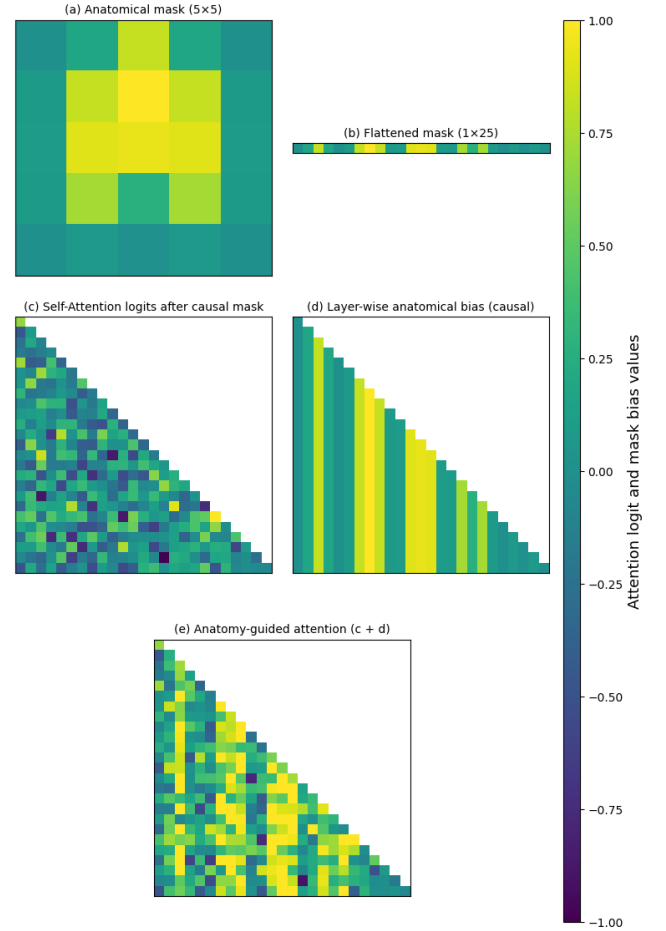 (a) Anatomical mask (5×5)
(b) Flattened mask (1×25)
(c) Self-Attention logits after causal mask
(d) Layer-wise anatomical bias (causal)
(e) Anatomy-guided attention (c + d)
1.00
0.75
0.50
0.25
0.00
−0.25
−0.50
−0.75
−1.00
Attention logit and mask bias values